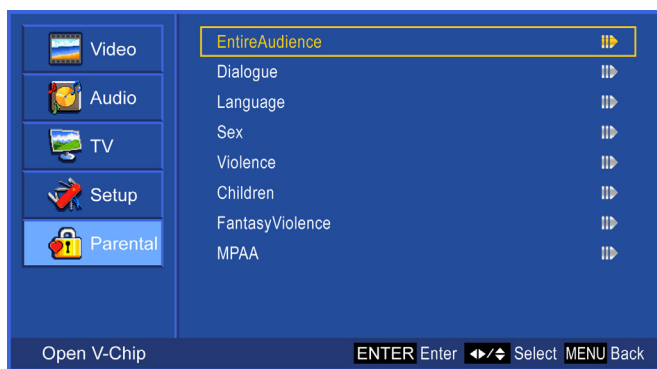 Video
Audio
TV
Setup
Parental
EntireAudience
Dialogue
Language
Sex
Violence
Children
FantasyViolence
MPAA
Open V-Chip
ENTER Enter ◀▶/◆ Select MENU Back